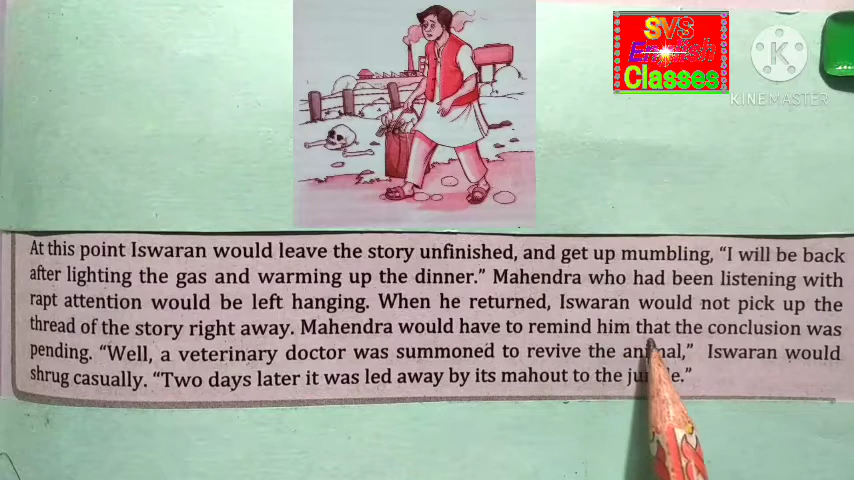 SVS
English
Classes
K
KINEMASTER
At this point Iswaran would leave the story unfinished, and get up mumbling, “I will be back
after lighting the gas and warming up the dinner.” Mahendra who had been listening with
rapt attention would be left hanging. When he returned, Iswaran would not pick up the
thread of the story right away. Mahendra would have to remind him that the conclusion was
pending. “Well, a veterinary doctor was summoned to revive the animal,” Iswaran would
shrug casually. “Two days later it was led away by its mahout to the jungle.”